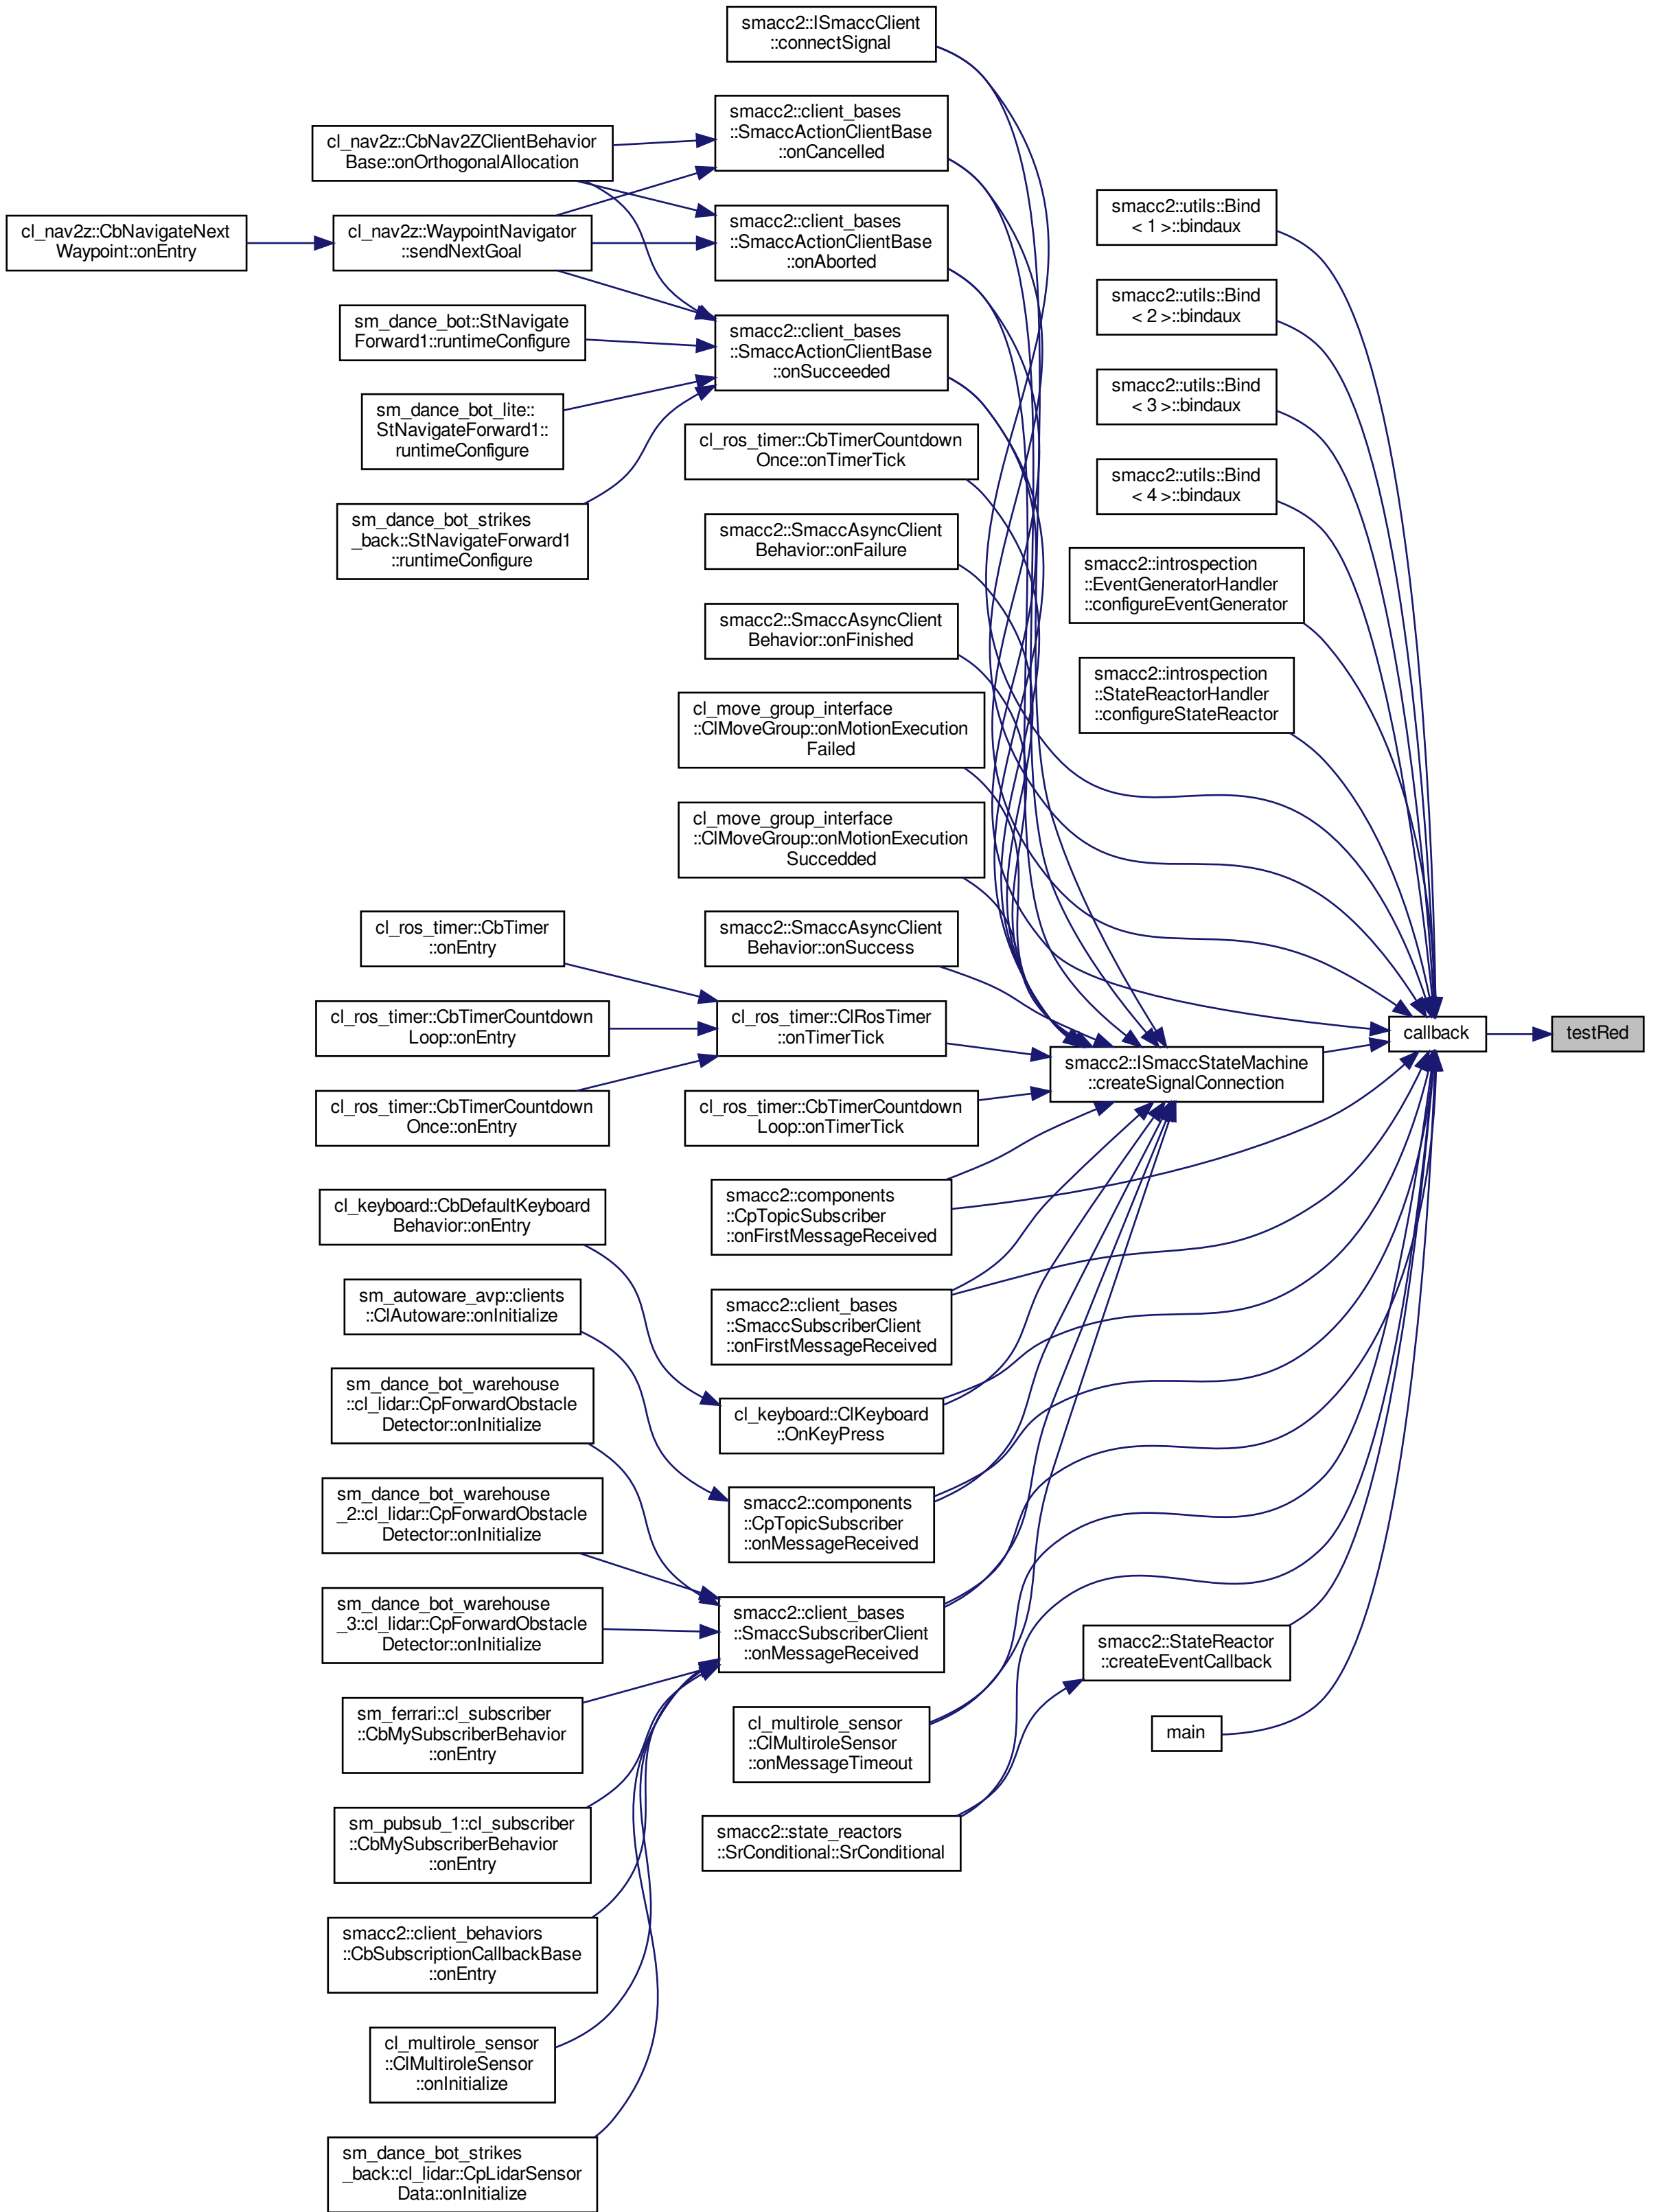 smacc2::ISmaccClient
::connectSignal
smacc2::client_bases
::SmaccActionClientBase
::onCancelled
cl_nav2z::CbNav2ZClientBehavior
Base::onOrthogonalAllocation
smacc2::utils::Bind
< 1 >::bindaux
cl_nav2z::CbNavigateNext
Waypoint::onEntry
cl_nav2z::WaypointNavigator
::sendNextGoal
smacc2::client_bases
::SmaccActionClientBase
::onAborted
smacc2::utils::Bind
< 2 >::bindaux
sm_dance_bot::StNavigate
Forward1::runtimeConfigure
smacc2::client_bases
::SmaccActionClientBase
::onSucceeded
smacc2::utils::Bind
< 3 >::bindaux
sm_dance_bot_lite::
StNavigateForward1::
runtimeConfigure
cl_ros_timer::CbTimerCountdown
Once::onTimerTick
smacc2::utils::Bind
< 4 >::bindaux
sm_dance_bot_strikes
_back::StNavigateForward1
::runtimeConfigure
smacc2::SmaccAsyncClient
Behavior::onFailure
smacc2::introspection
::EventGeneratorHandler
::configureEventGenerator
smacc2::SmaccAsyncClient
Behavior::onFinished
smacc2::introspection
::StateReactorHandler
::configureStateReactor
cl_move_group_interface
::ClMoveGroup::onMotionExecution
Failed
cl_move_group_interface
::ClMoveGroup::onMotionExecution
Succedded
cl_ros_timer::CbTimer
::onEntry
smacc2::SmaccAsyncClient
Behavior::onSuccess
cl_ros_timer::CbTimerCountdown
Loop::onEntry
cl_ros_timer::ClRosTimer
::onTimerTick
callback
testRed
smacc2::ISmaccStateMachine
::createSignalConnection
cl_ros_timer::CbTimerCountdown
Once::onEntry
cl_ros_timer::CbTimerCountdown
Loop::onTimerTick
cl_keyboard::CbDefaultKeyboard
Behavior::onEntry
smacc2::components
::CpTopicSubscriber
::onFirstMessageReceived
sm_autoware_avp::clients
::ClAutoware::onInitialize
smacc2::client_bases
::SmaccSubscriberClient
::onFirstMessageReceived
sm_dance_bot_warehouse
::cl_lidar::CpForwardObstacle
Detector::onInitialize
cl_keyboard::ClKeyboard
::OnKeyPress
sm_dance_bot_warehouse
_2::cl_lidar::CpForwardObstacle
Detector::onInitialize
smacc2::components
::CpTopicSubscriber
::onMessageReceived
sm_dance_bot_warehouse
_3::cl_lidar::CpForwardObstacle
Detector::onInitialize
smacc2::client_bases
::SmaccSubscriberClient
::onMessageReceived
smacc2::StateReactor
::createEventCallback
sm_ferrari::cl_subscriber
::CbMySubscriberBehavior
::onEntry
cl_multirole_sensor
::ClMultiroleSensor
::onMessageTimeout
main
sm_pubsub_1::cl_subscriber
::CbMySubscriberBehavior
::onEntry
smacc2::state_reactors
::SrConditional::SrConditional
smacc2::client_behaviors
::CbSubscriptionCallbackBase
::onEntry
cl_multirole_sensor
::ClMultiroleSensor
::onInitialize
sm_dance_bot_strikes
_back::cl_lidar::CpLidarSensor
Data::onInitialize